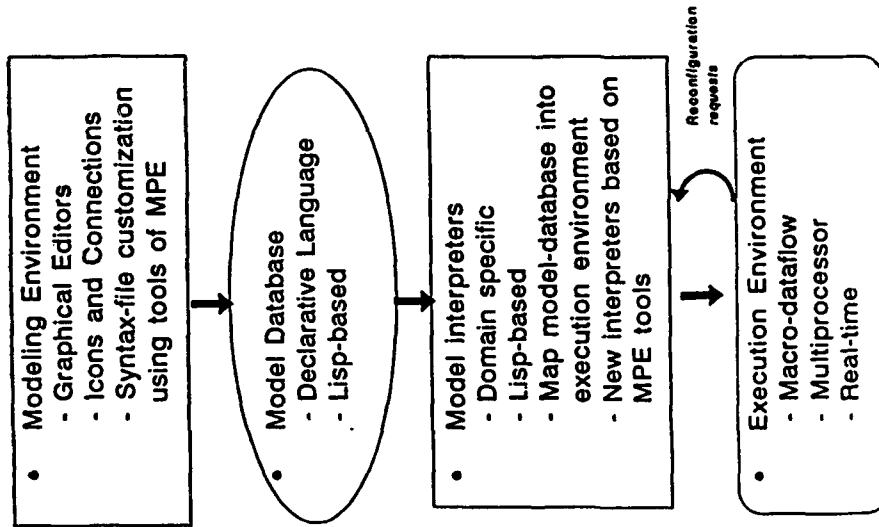 • Modeling Environment
- Graphical Editors
- Icons and Connections
- Syntax-file customization
using tools of MPE
• Model Database
- Declarative Language
- Lisp-based
• Model interpreters
- Domain specific
- Lisp-based
- Map model-database into
execution environment
- New interpreters based on
MPE tools
Reconfiguration
requests
• Execution Environment
- Macro-dataflow
- Multiprocessor
- Real-time